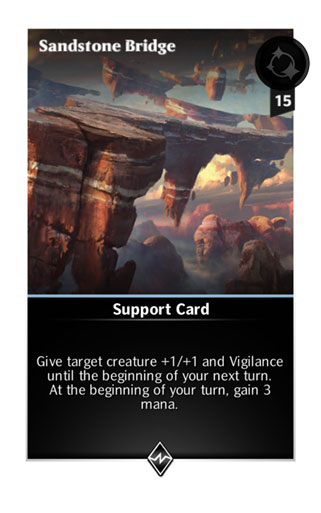 Sandstone Bridge
15
Support Card
Give target creature +1/+1 and Vigilance
until the beginning of your next turn.
At the beginning of your turn, gain 3
mana.